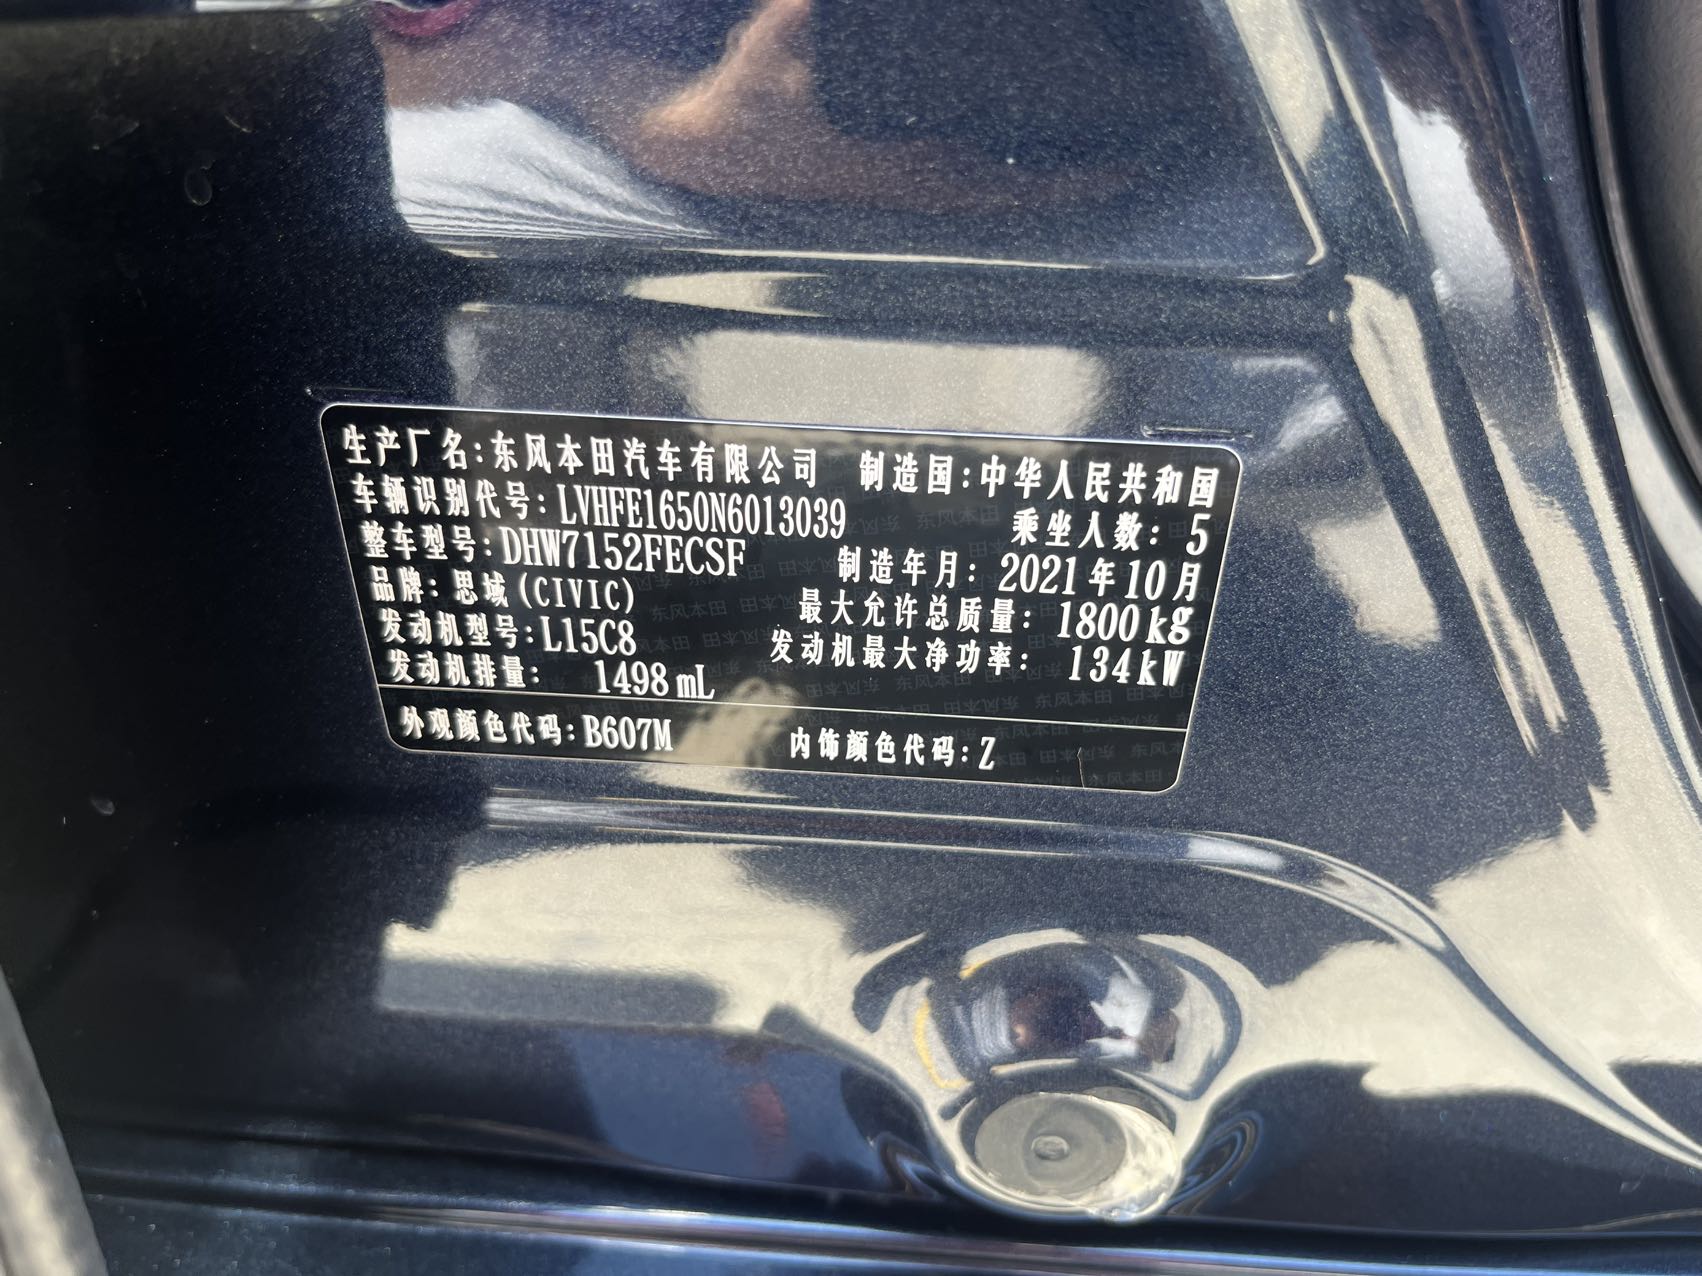 生产厂名:东风本田汽车有限公司 制造国:中华人民共和国
车辆识别代号:LVHFE1650N6013039 乘坐人数:5
整车型号:DHW7152FECSF 制造年月:2021年10月
品牌:思域(CIVIC) 最大允许总质量:1800kg
发动机型号:L15C8 发动机最大净功率:134kW
发动机排量:1498mL
外观颜色代码:B607M 内饰颜色代码:Z